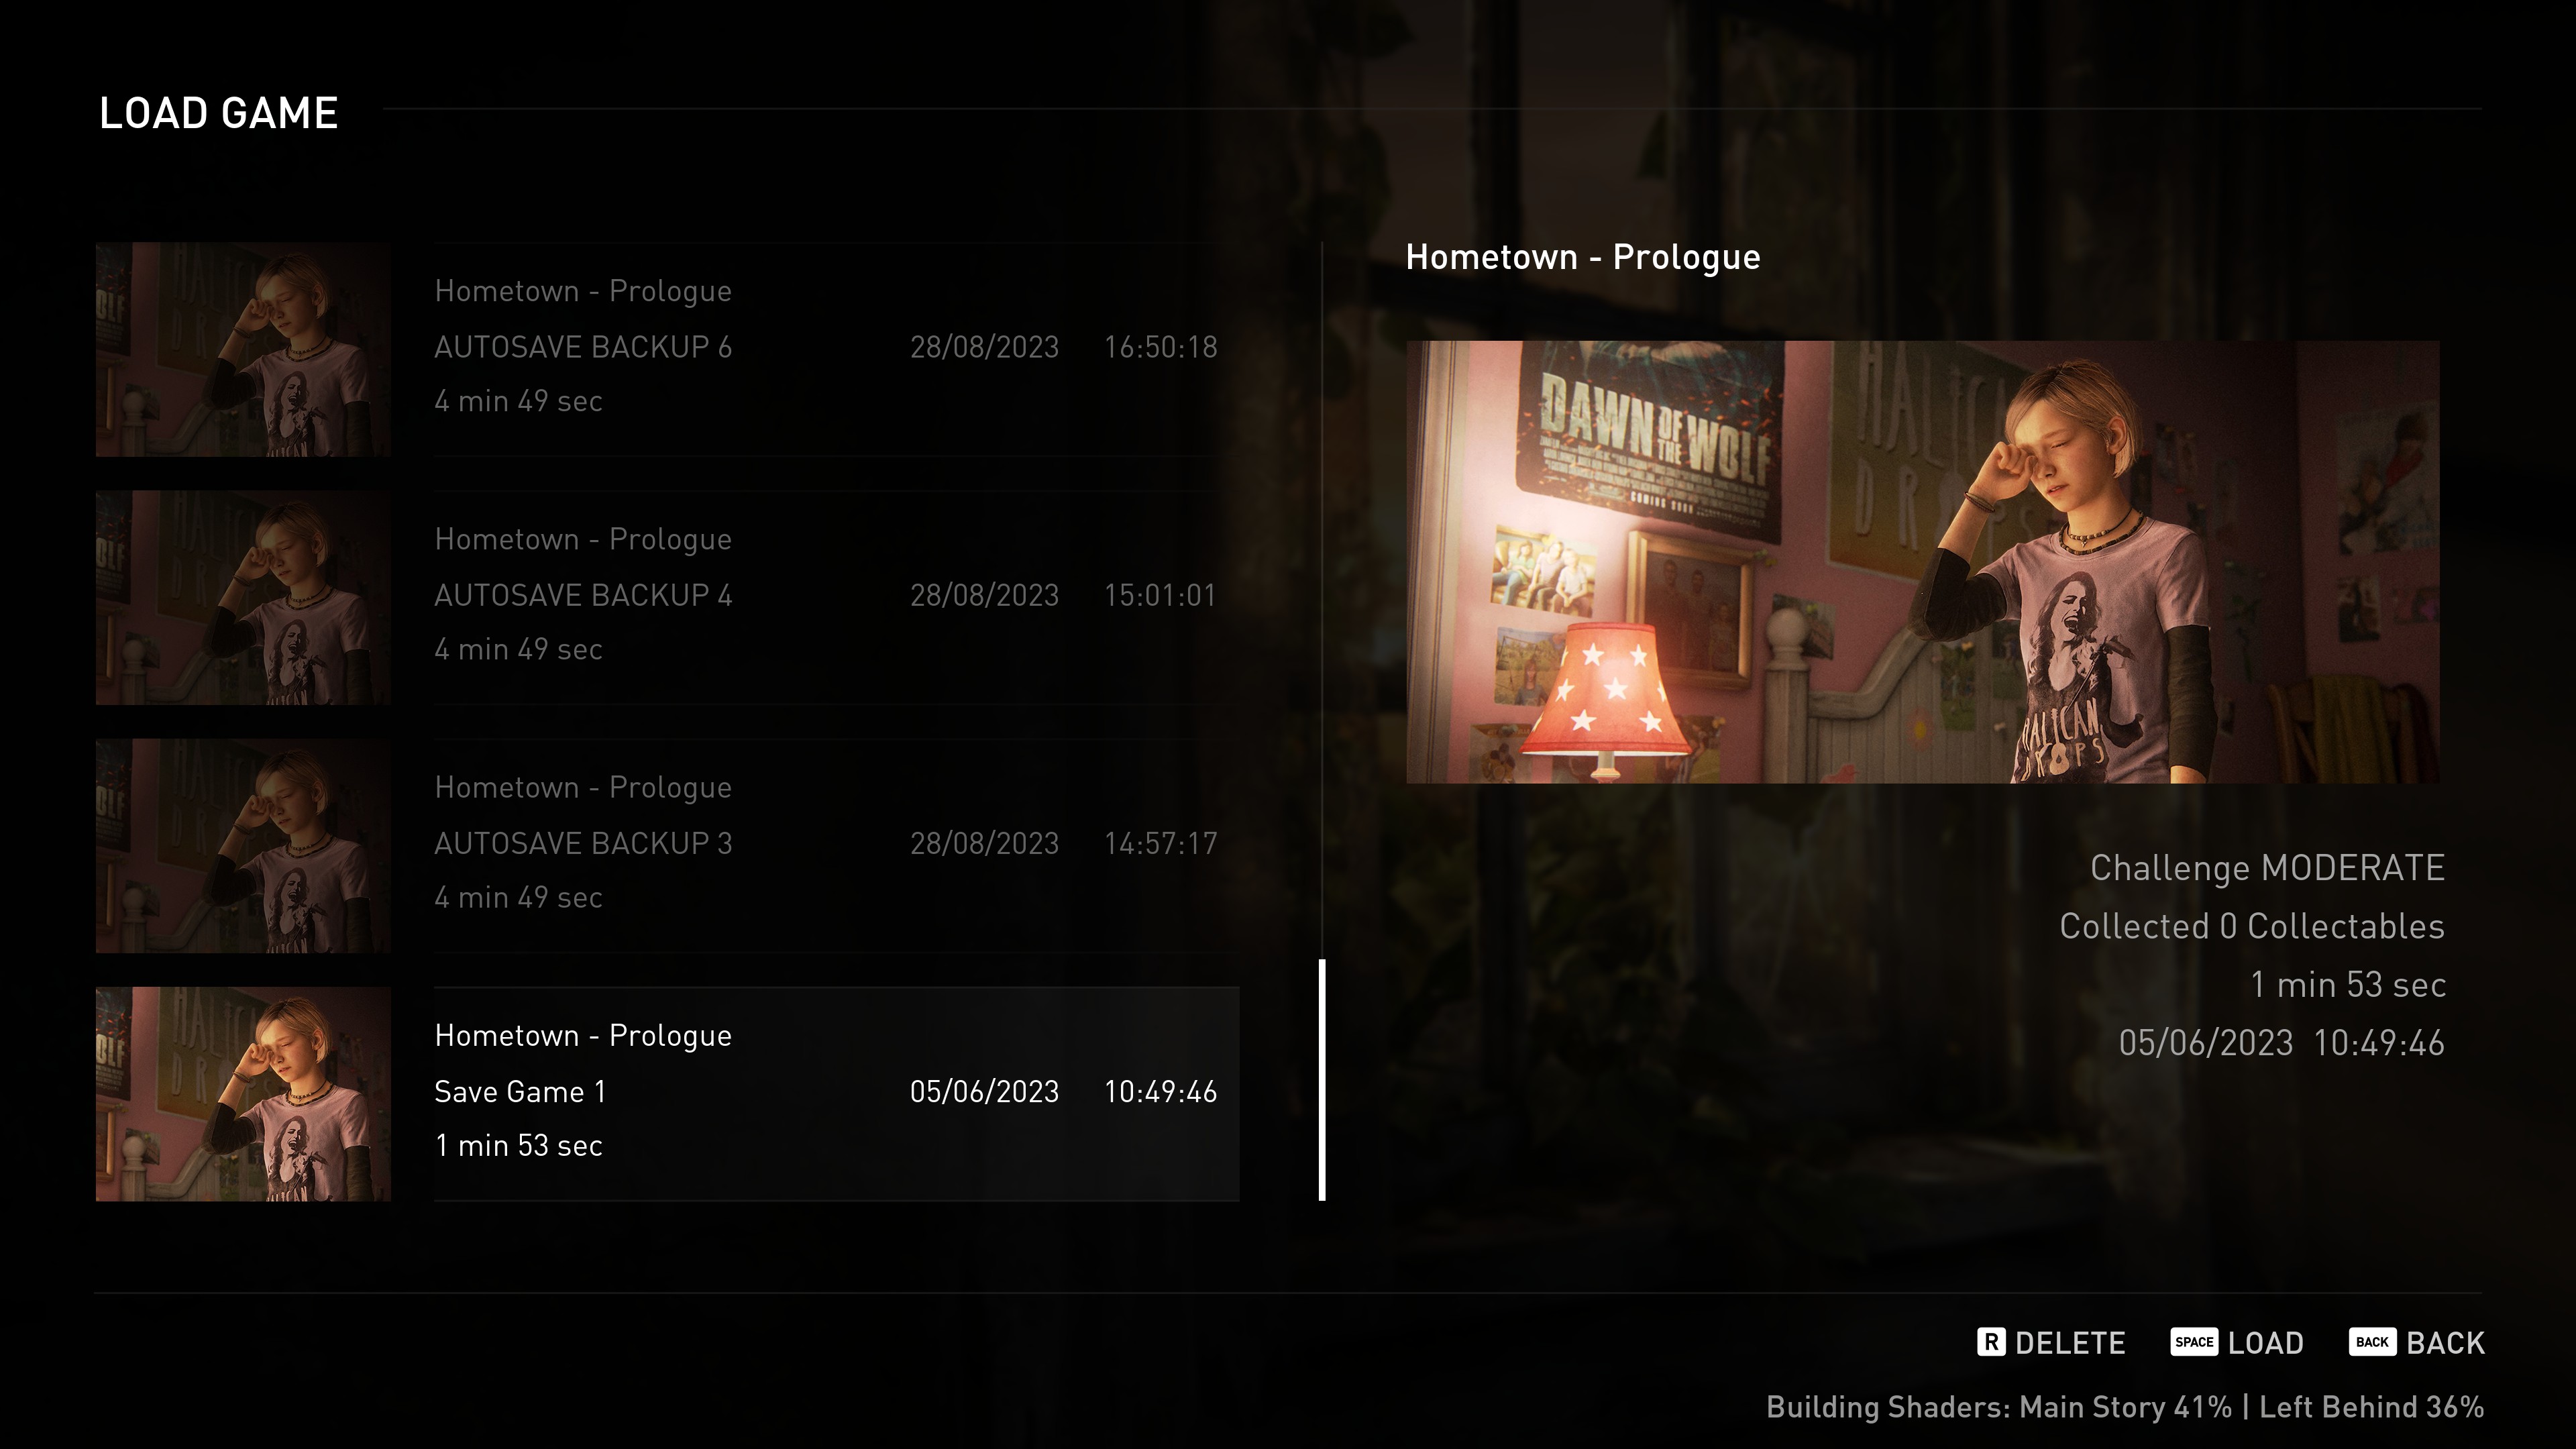 LOAD GAME
Hometown - Prologue
AUTOSAVE BACKUP 6 28/08/2023 16:50:18
4 min 49 sec
Hometown - Prologue
AUTOSAVE BACKUP 4 28/08/2023 15:01:01
4 min 49 sec
Hometown - Prologue
AUTOSAVE BACKUP 3 28/08/2023 14:57:17
4 min 49 sec
Hometown - Prologue
Save Game 1 05/06/2023 10:49:46
1 min 53 sec
Hometown - Prologue
DAWN OF THE WOLF
COMING SOON
HALICAN
DROPS
Challenge MODERATE
Collected 0 Collectables
1 min 53 sec
05/06/2023 10:49:46
R DELETE SPACE LOAD BACK BACK
Building Shaders: Main Story 41% | Left Behind 36%